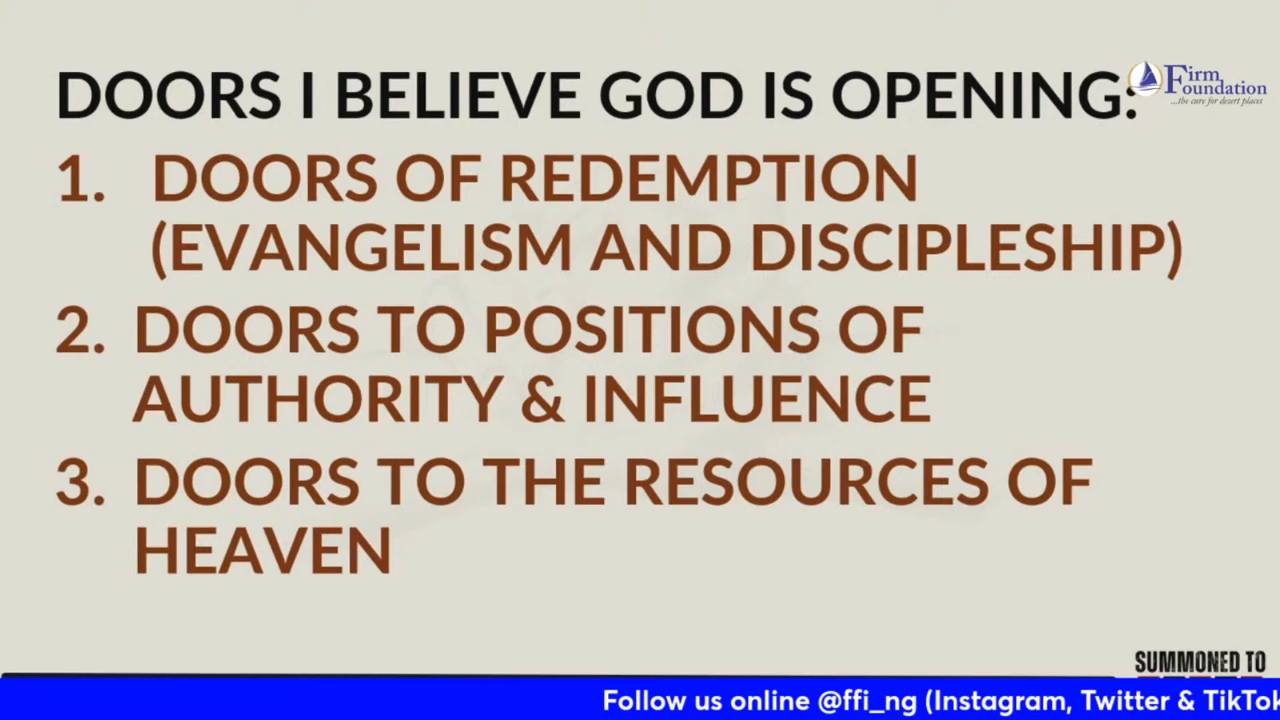 DOORS I BELIEVE GOD IS OPENING:
Firm
Foundation
...the cure for desert places
1. DOORS OF REDEMPTION
(EVANGELISM AND DISCIPLESHIP)
2. DOORS TO POSITIONS OF
AUTHORITY & INFLUENCE
3. DOORS TO THE RESOURCES OF
HEAVEN
SUMMONED TO
Follow us online @ffi_ng (Instagram, Twitter & TikTok